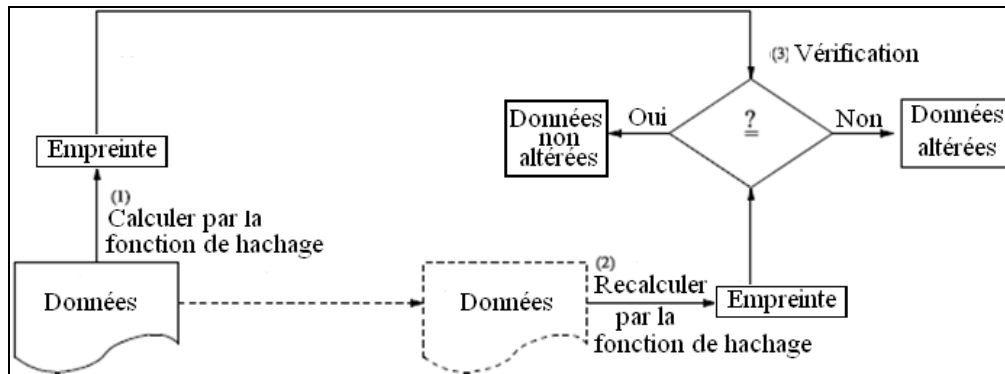 (3) Vérification
Données
non
altérées
Oui
?
=
Non
Données
altérées
Empreinte
(1)
Calculer par la
fonction de hachage
Données
Données
(2)
Recalculer
par la
fonction de hachage
Empreinte